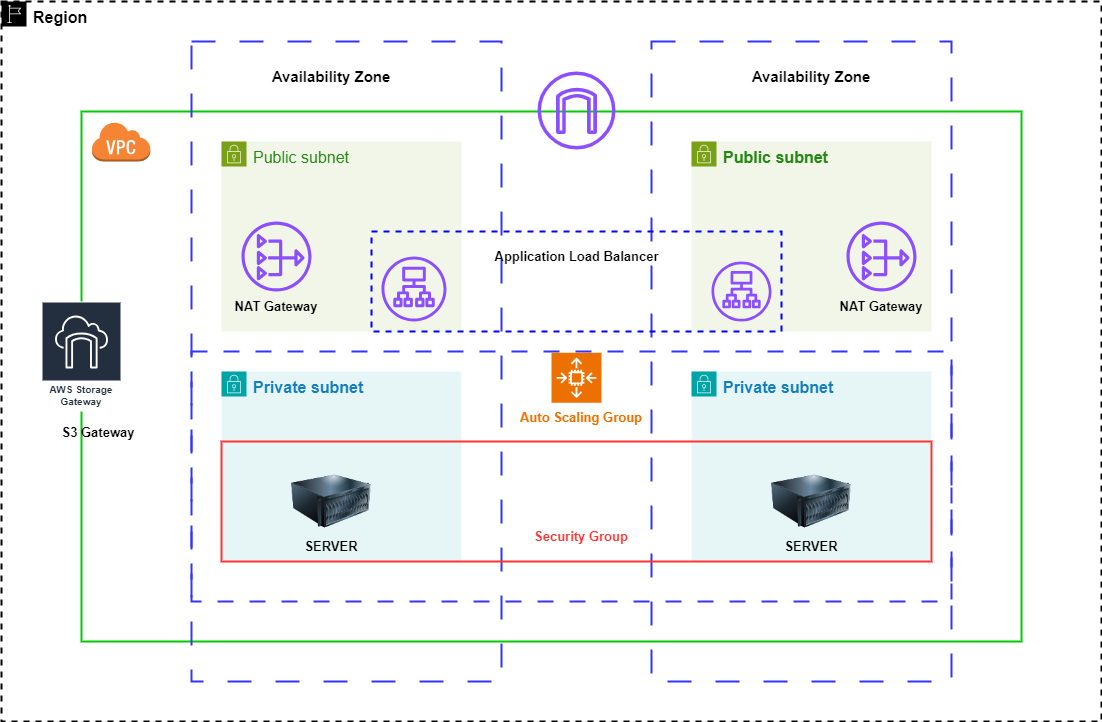 Region
Availability Zone
Availability Zone
VPC
Public subnet
Public subnet
Application Load Balancer
NAT Gateway
NAT Gateway
AWS Storage
Gateway
S3 Gateway
Private subnet
Private subnet
Auto Scaling Group
Security Group
SERVER
SERVER